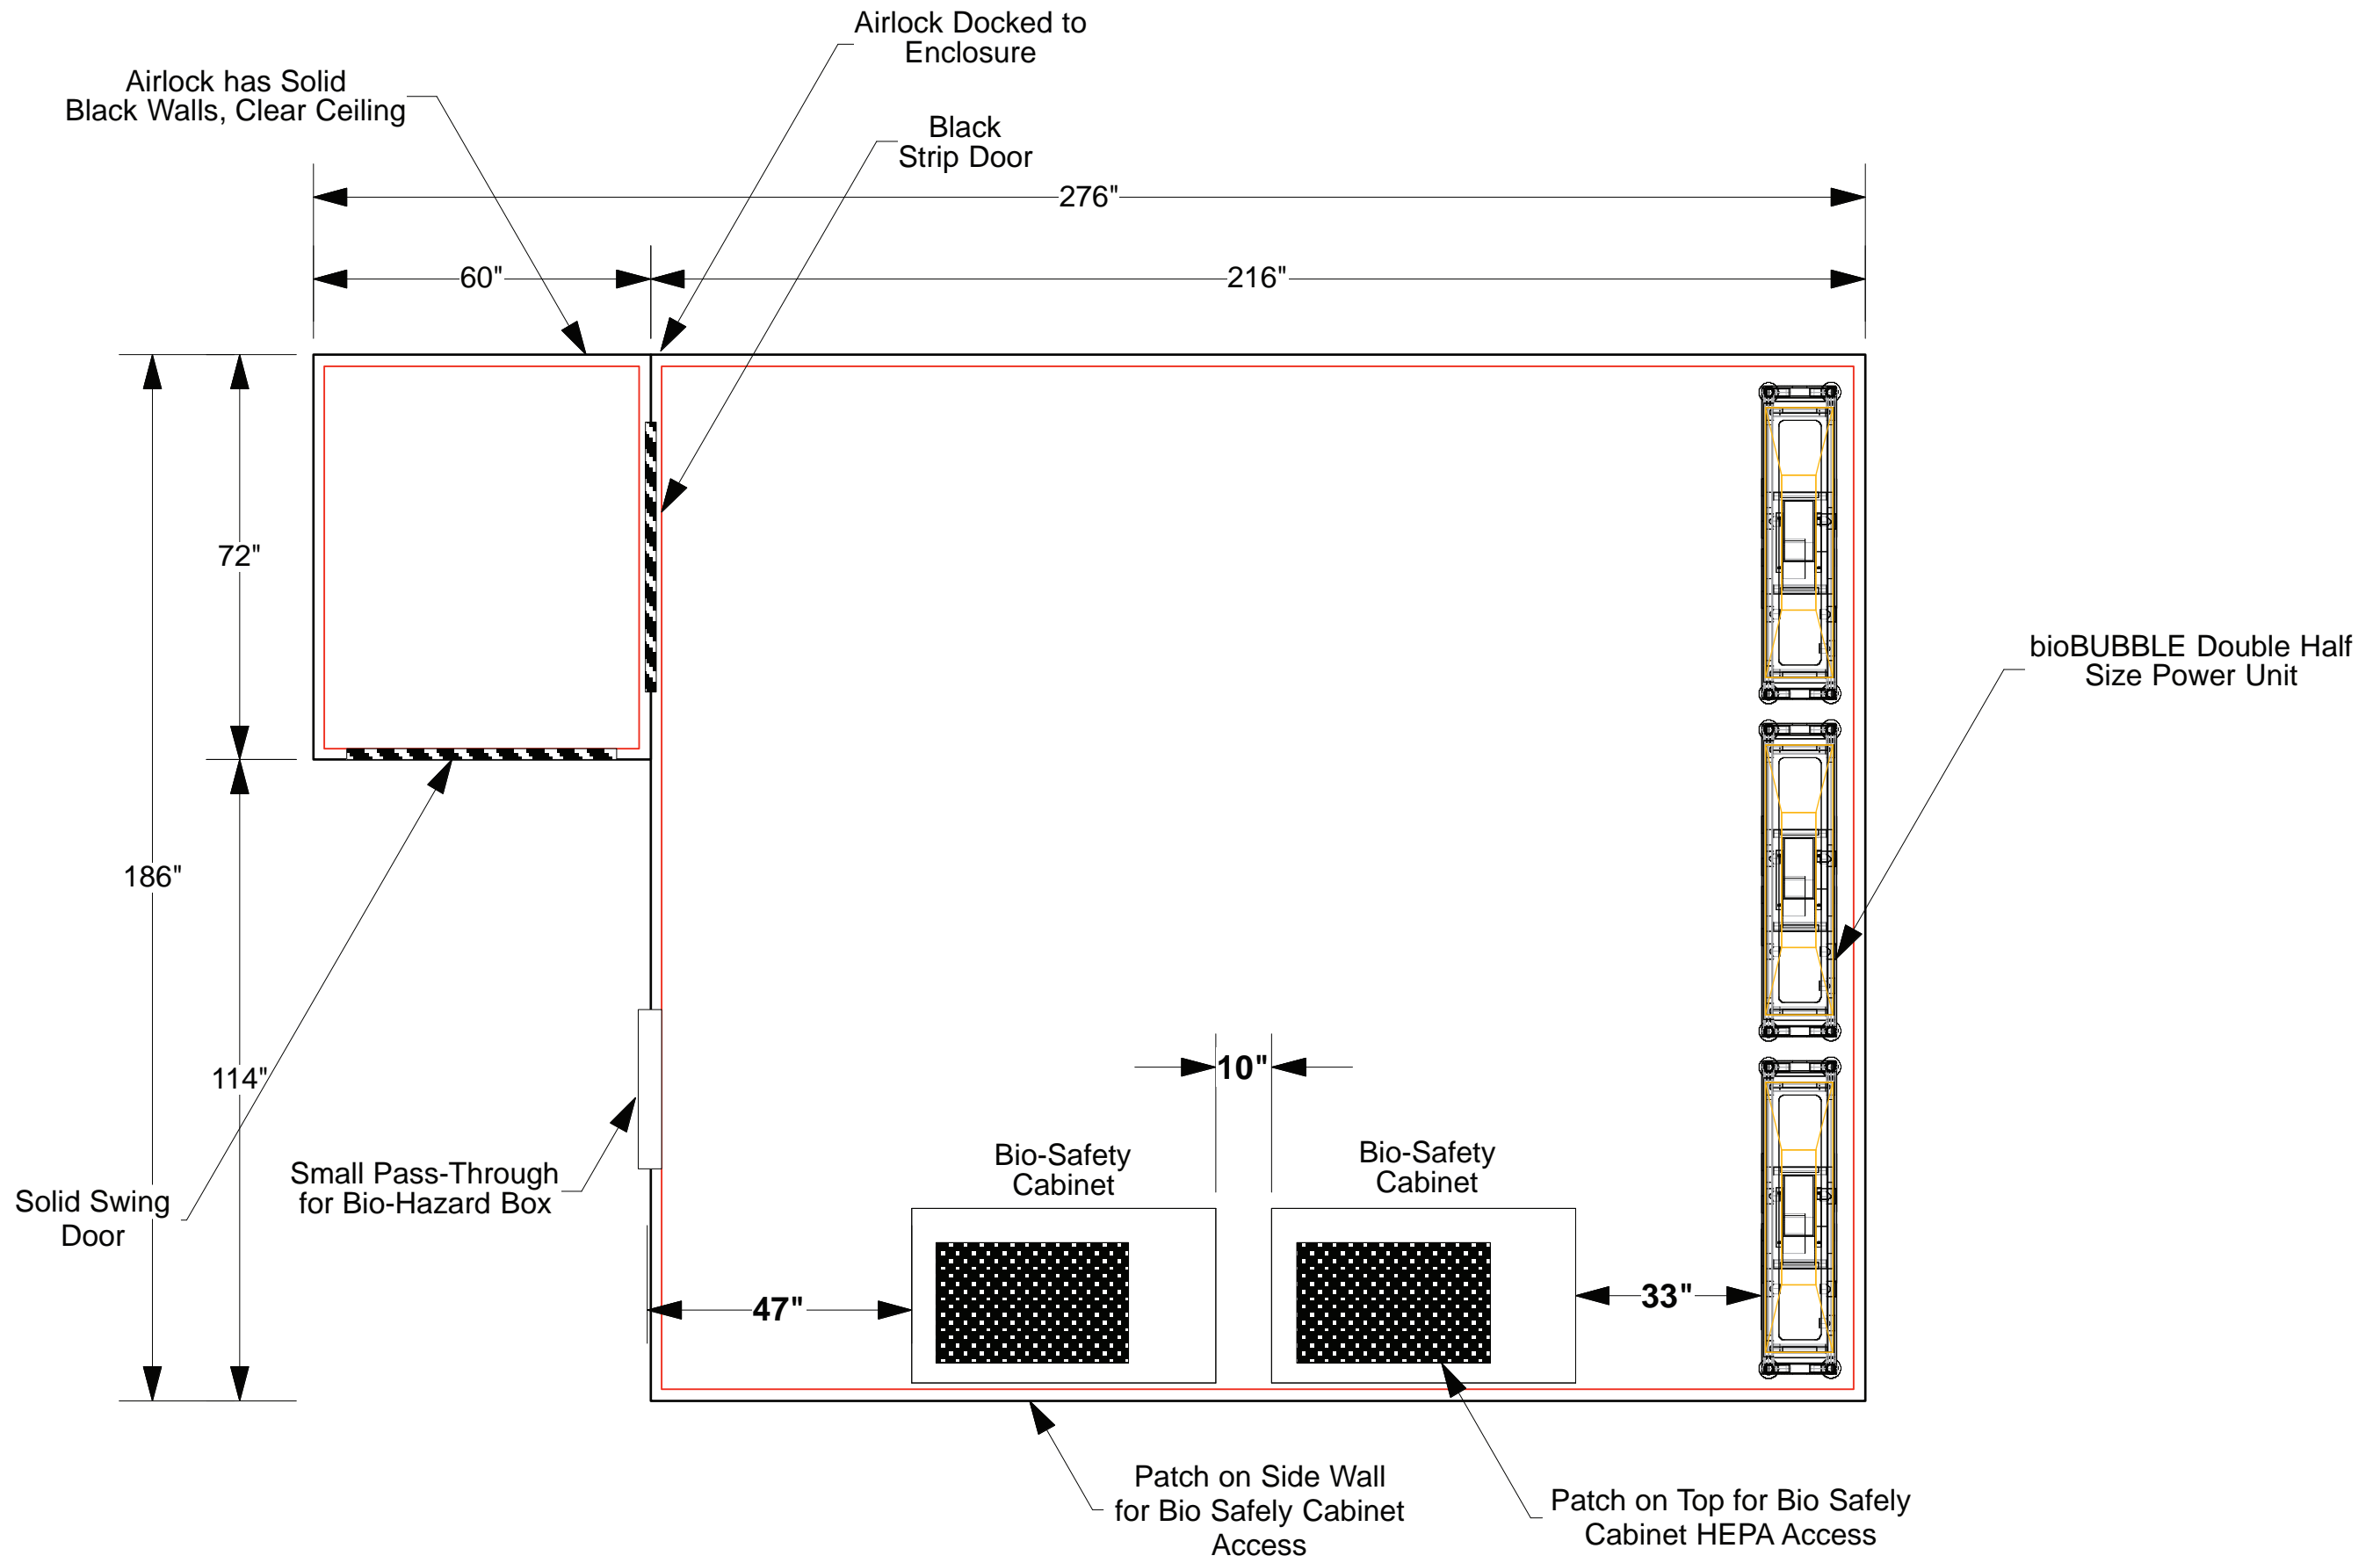 Airlock Docked to
Enclosure
Airlock has Solid
Black Walls, Clear Ceiling
Black
Strip Door
276"
60"
216"
72"
bioBUBBLE Double Half
Size Power Unit
186"
114"
10"
Bio-Safety
Cabinet
Bio-Safety
Cabinet
Small Pass-Through
for Bio-Hazard Box
Solid Swing
Door
47"
33"
Patch on Side Wall
for Bio Safely Cabinet
Access
Patch on Top for Bio Safely
Cabinet HEPA Access